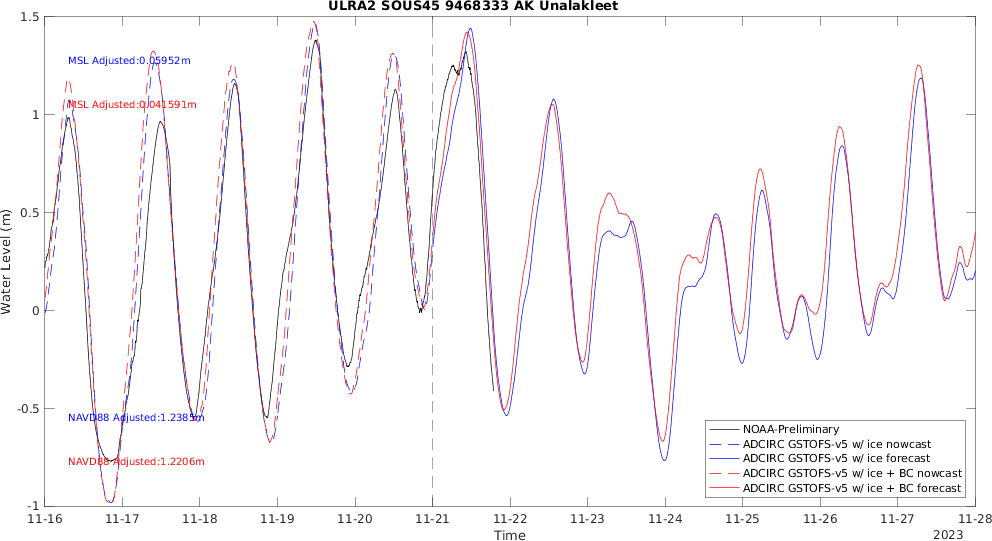 ULRA2 SOUS45 9468333 AK Unalakleet
1.5
1
0.5
0
-0.5
-1
Water Level (m)
MSL Adjusted:0.05952m
MSL Adjusted:0.041591m
NAVD88 Adjusted:1.2385m
NAVD88 Adjusted:1.2206m
NOAA-Preliminary
ADCIRC GSTOFS-v5 w/ ice nowcast
ADCIRC GSTOFS-v5 w/ ice forecast
ADCIRC GSTOFS-v5 w/ ice + BC nowcast
ADCIRC GSTOFS-v5 w/ ice + BC forecast
11-16 11-17 11-18 11-19 11-20 11-21 11-22 11-23 11-24 11-25 11-26 11-27 11-28
Time
2023